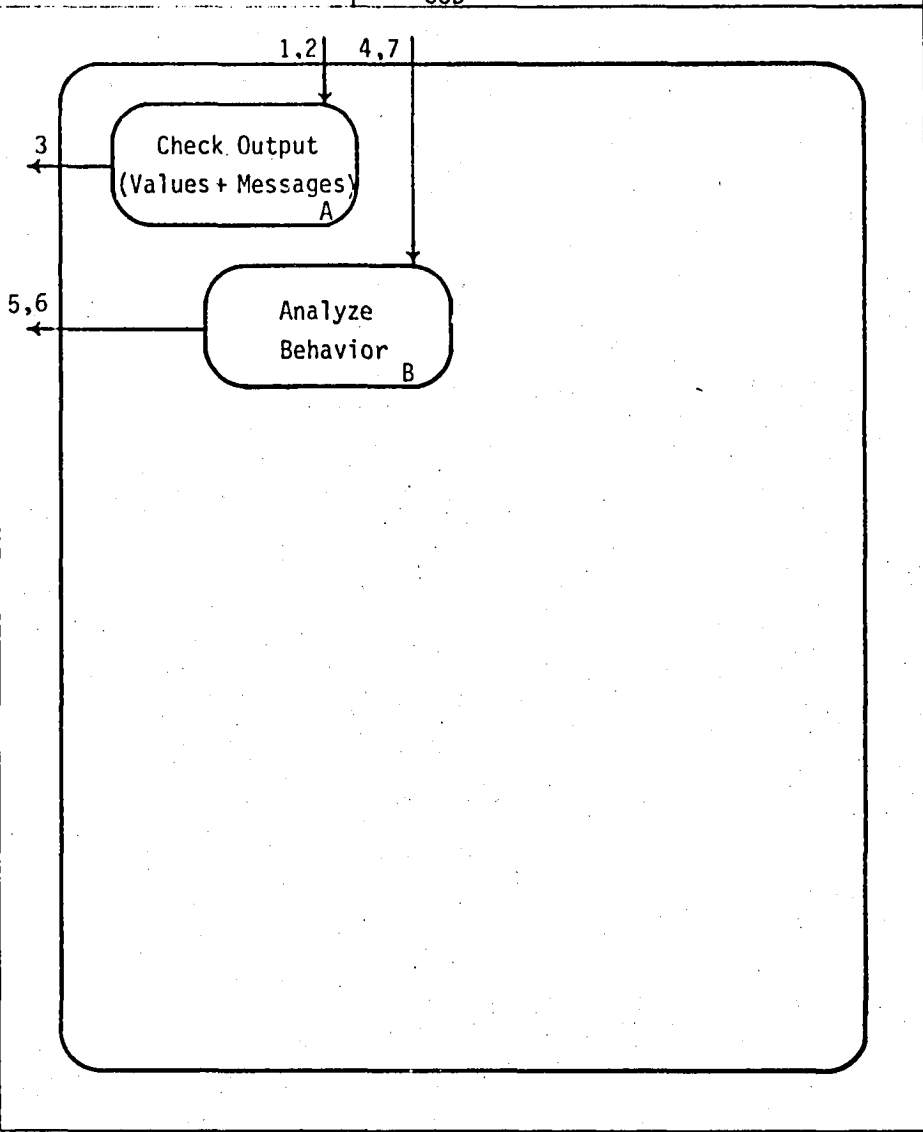 1,2 4,7
3
Check Output
(Values + Messages)
A
5,6
Analyze
Behavior
B